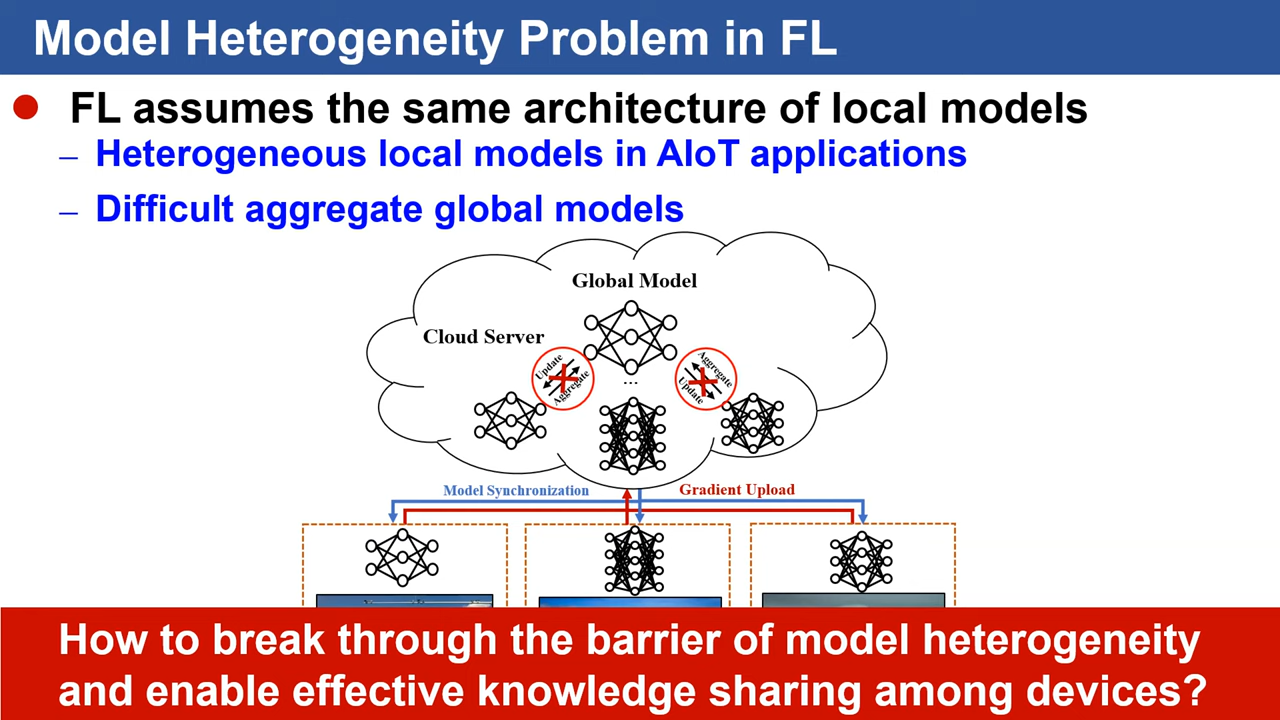 Model Heterogeneity Problem in FL
FL assumes the same architecture of local models
– Heterogeneous local models in AIoT applications
– Difficult aggregate global models
Global Model
Cloud Server
Update
Aggregate
Aggregate
Update
...
Model Synchronization
Gradient Upload
How to break through the barrier of model heterogeneity
and enable effective knowledge sharing among devices?